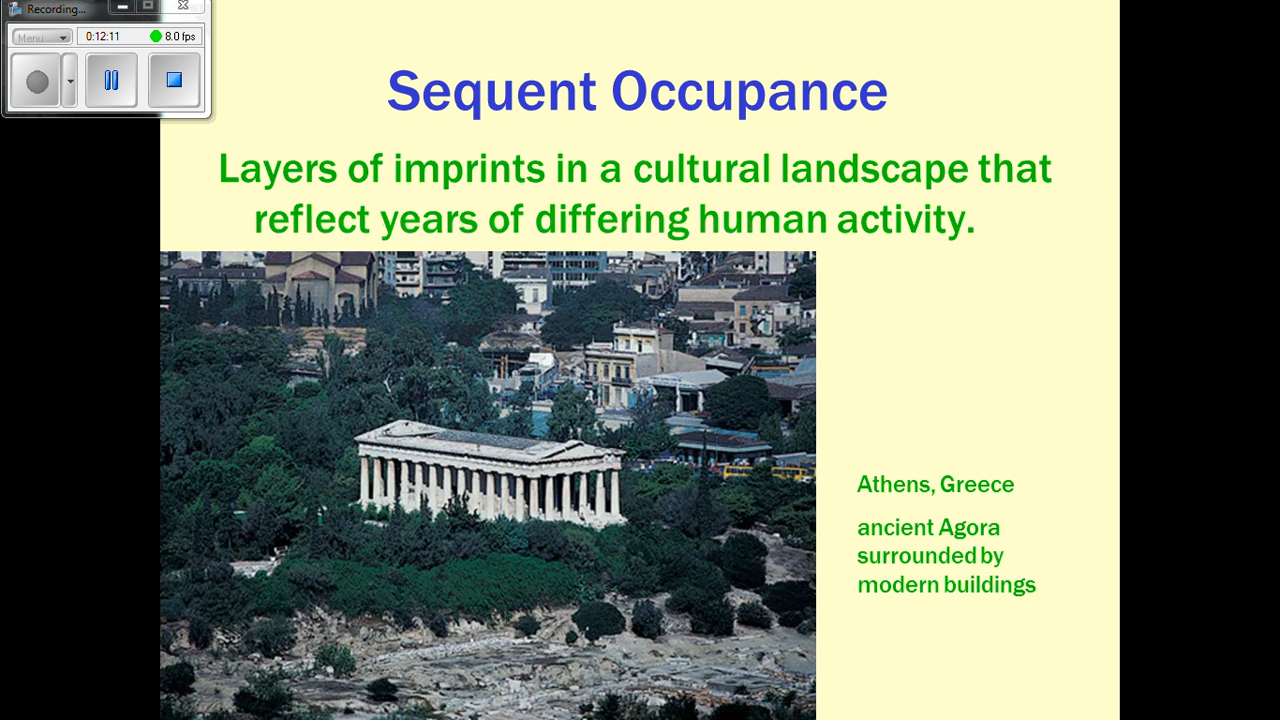 Recording...
Menu
0:12:11
8.0 fps
Sequent Occupance
Layers of imprints in a cultural landscape that
reflect years of differing human activity.
Athens, Greece
ancient Agora
surrounded by
modern buildings